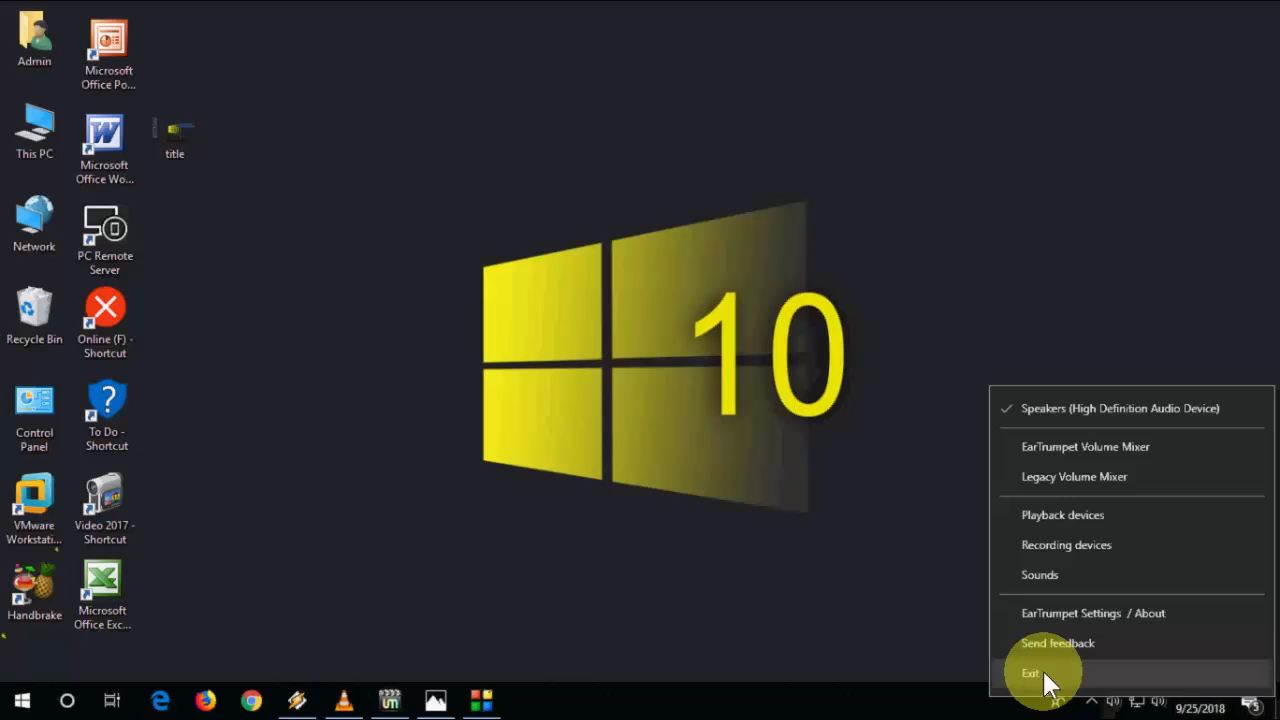 Admin
Microsoft
Office Po...
This PC
Microsoft
Office Wo...
title
Network
PC Remote
Server
Recycle Bin
Online (F) -
Shortcut
Control
Panel
To Do -
Shortcut
VMware
Workstati...
Video 2017 -
Shortcut
Handbrake
Microsoft
Office Exc...
10
Speakers (High Definition Audio Device)
EarTrumpet Volume Mixer
Legacy Volume Mixer
Playback devices
Recording devices
Sounds
EarTrumpet Settings / About
Send feedback
Exit
9/25/2018